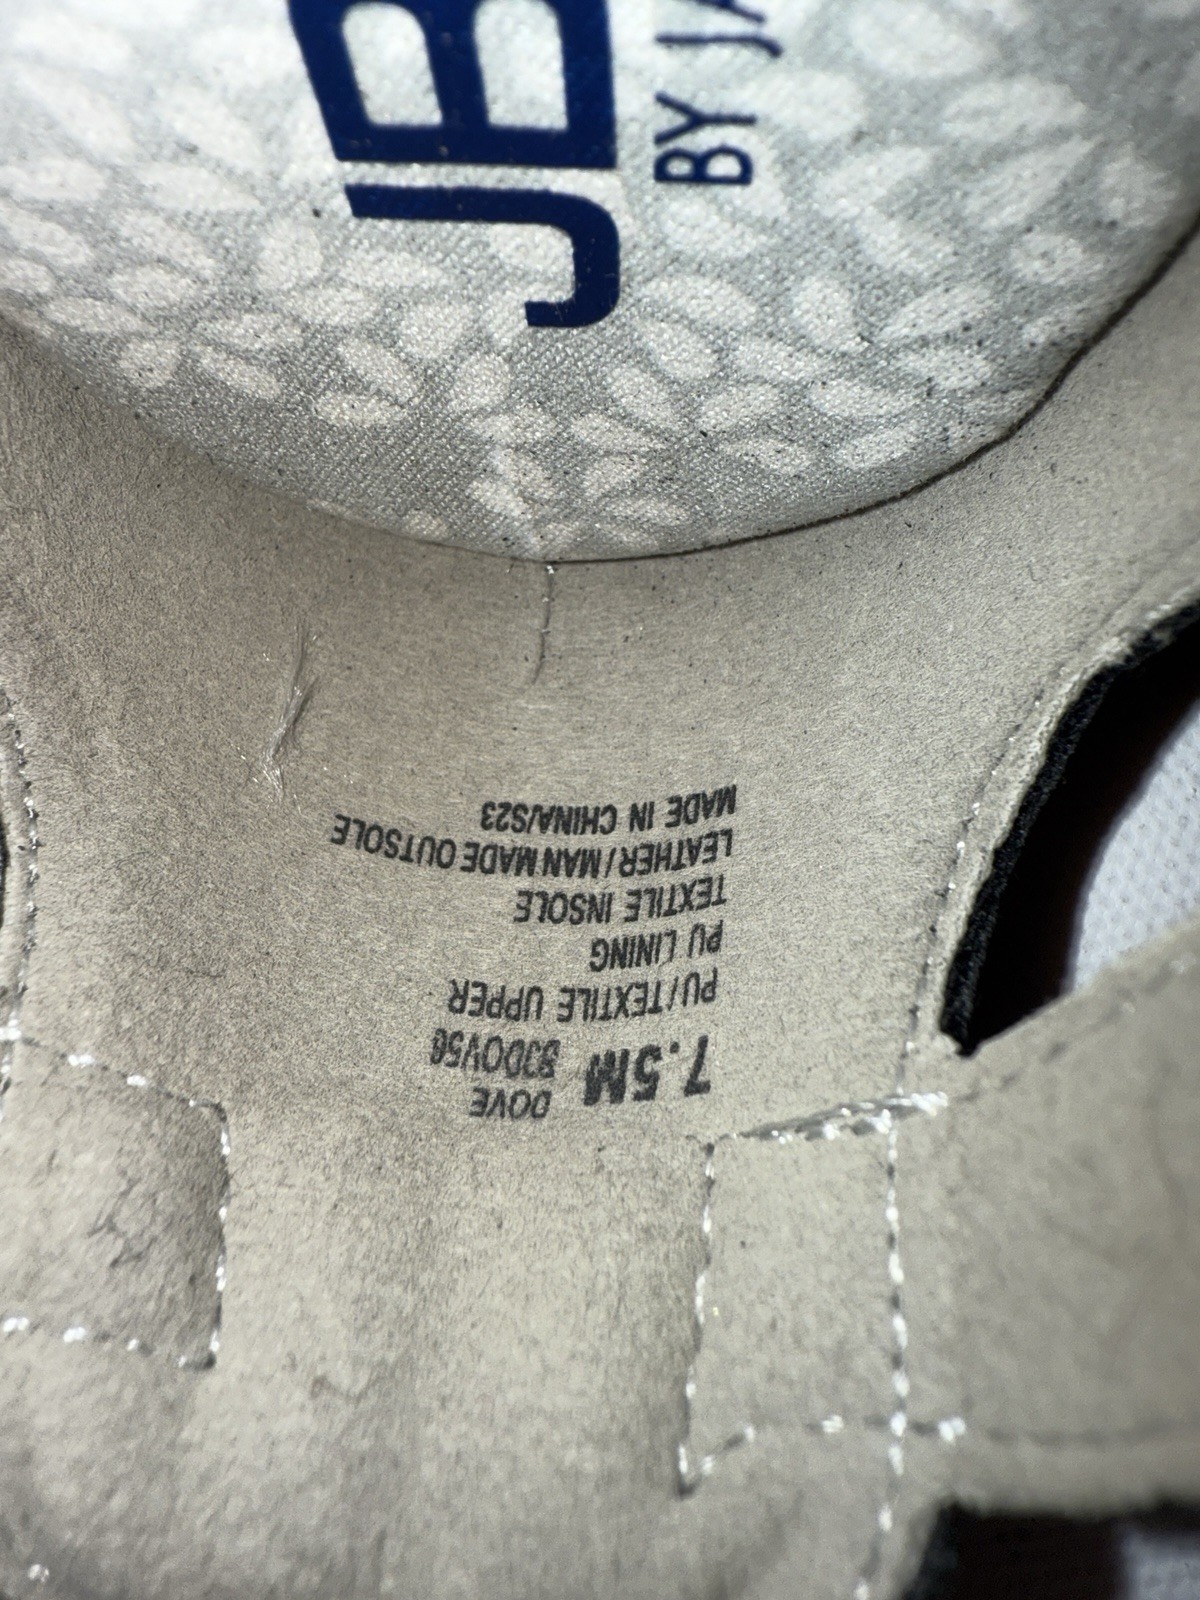 JB
BY JA
DOVE
7.5M
PU/TEXTILE UPPER
PU LINING
TEXTILE INSOLE
LEATHER/MAN MADE OUTSOLE
MADE IN CHINA/S23